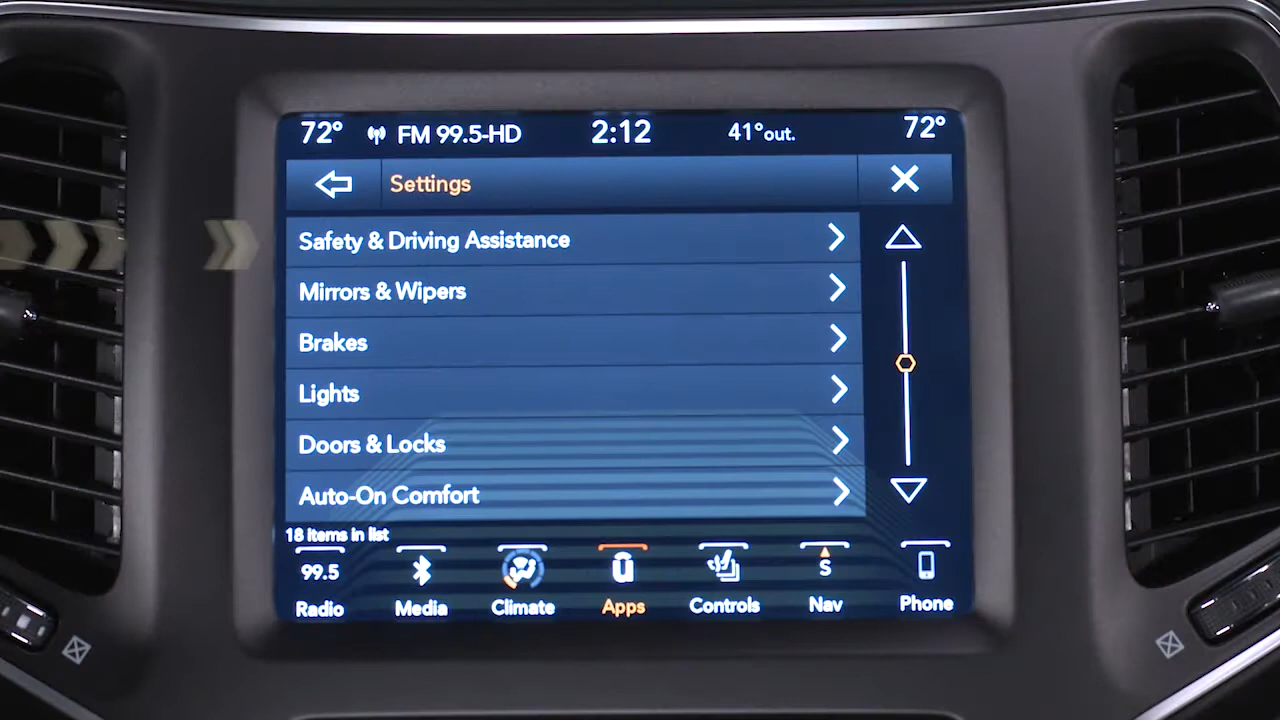 72° FM 99.5-HD 2:12 41°out. 72°
Settings
Safety & Driving Assistance
Mirrors & Wipers
Brakes
Lights
Doors & Locks
Auto-On Comfort
18 items in list
99.5 S
Radio Media Climate Apps Controls Nav Phone